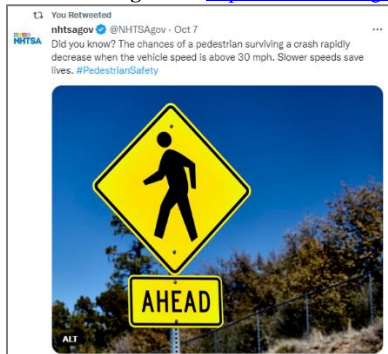 You Retweeted
NHTSA
nhtsagov @NHTSAgov · Oct 7
Did you know? The chances of a pedestrian surviving a crash rapidly
decrease when the vehicle speed is above 30 mph. Slower speeds save
lives. #PedestrianSafety
AHEAD
ALT